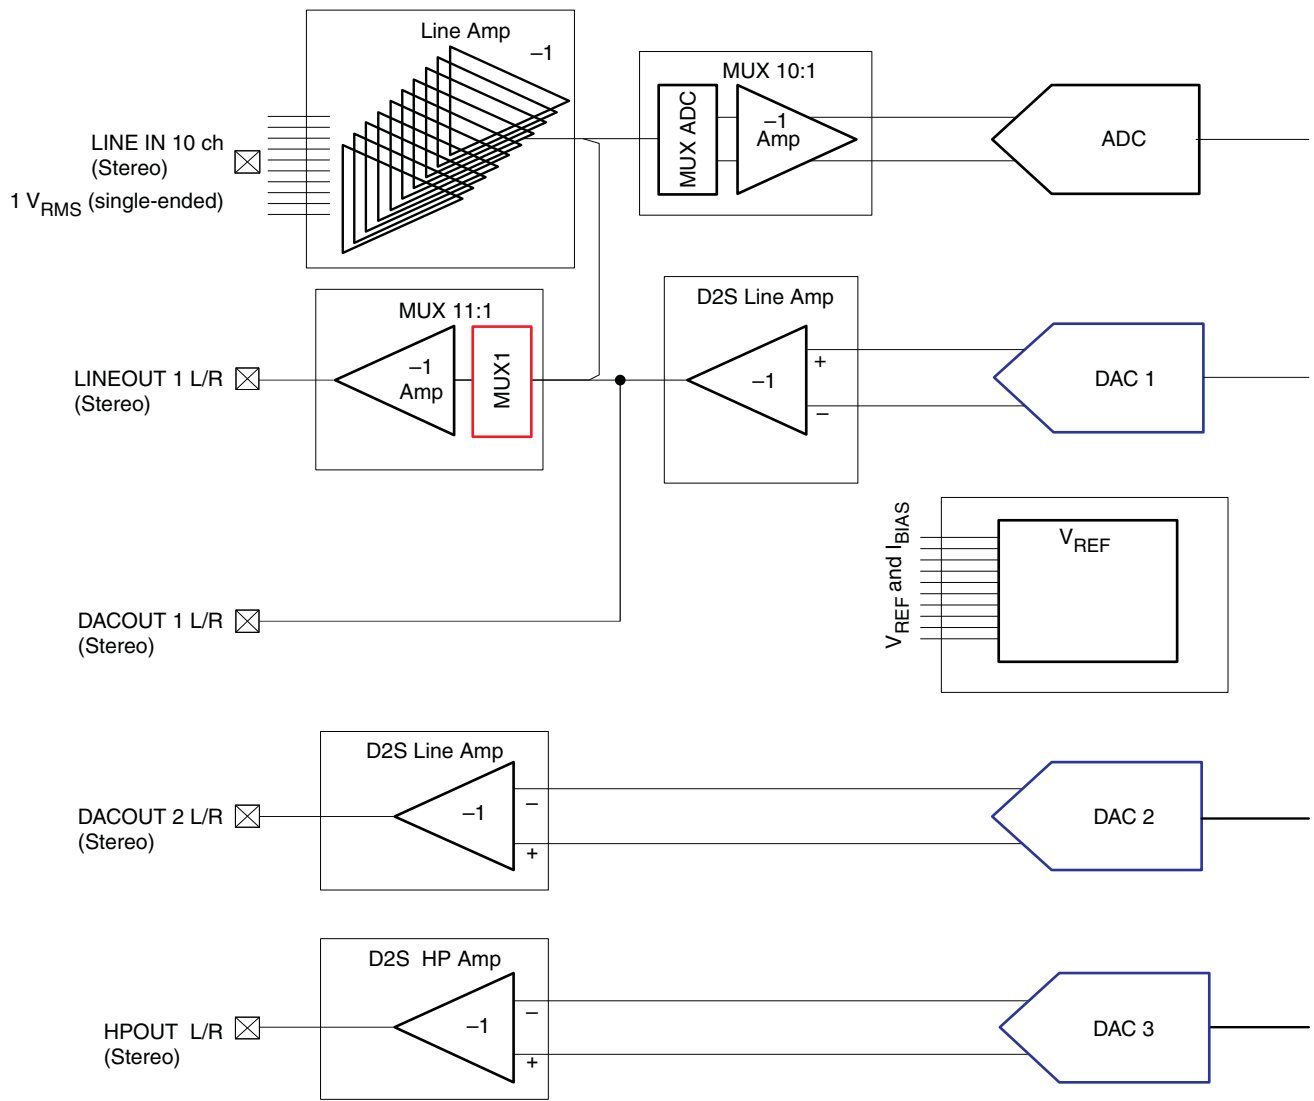 Line Amp
–1
LINE IN 10 ch
(Stereo)
1 VRMS (single-ended)
MUX 10:1
MUX ADC
–1
Amp
ADC
MUX 11:1
–1
Amp
MUX1
LINEOUT 1 L/R
(Stereo)
D2S Line Amp
–1
+
–
DAC 1
VREF and IBIAS
VREF
DACOUT 1 L/R
(Stereo)
D2S Line Amp
–1
–
+
DACOUT 2 L/R
(Stereo)
DAC 2
D2S HP Amp
–1
–
+
HPOUT L/R
(Stereo)
DAC 3